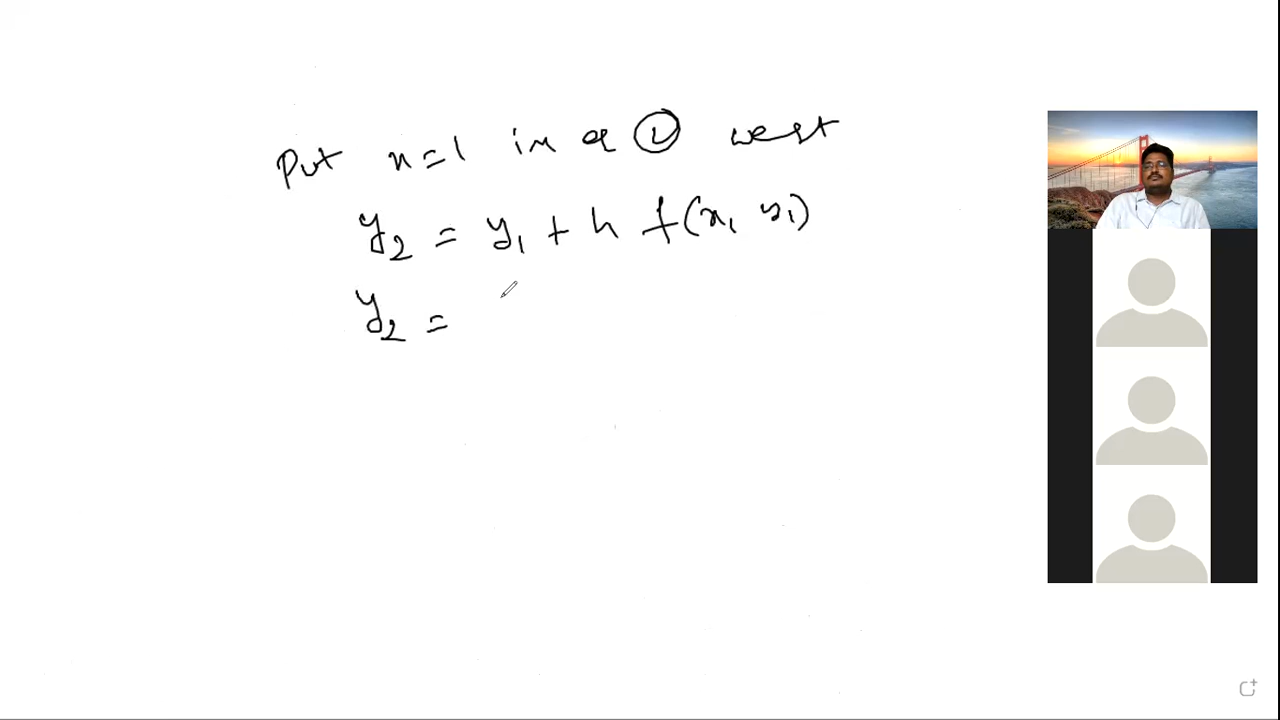 Put n=1 in eq ① we get
y₂ = y₁ + h f(x₁ y₁)
y₂ =